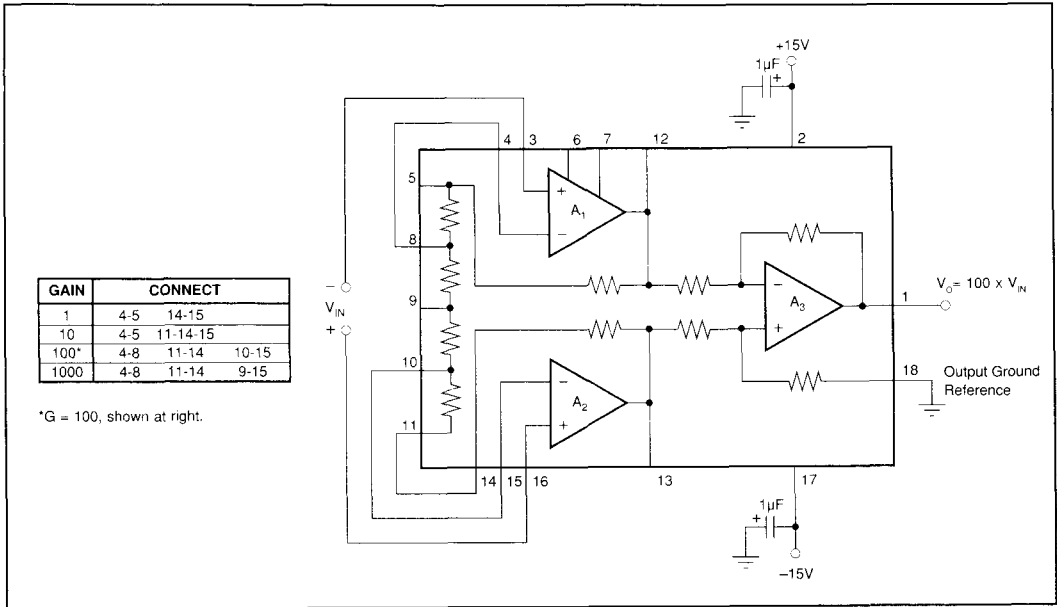 +15V
1µF
+
4 3 6 7 12 2
5
+
A1
−
8
−
VIN
+
9
−
A3
+
1
VO= 100 x VIN
GAIN CONNECT
1 4-5 14-15
10 4-5 11-14-15
100* 4-8 11-14 10-15
1000 4-8 11-14 9-15
*G = 100, shown at right.
10
−
A2
+
18
Output Ground
Reference
11
14 15 16 13 17
1µF
+
–15V